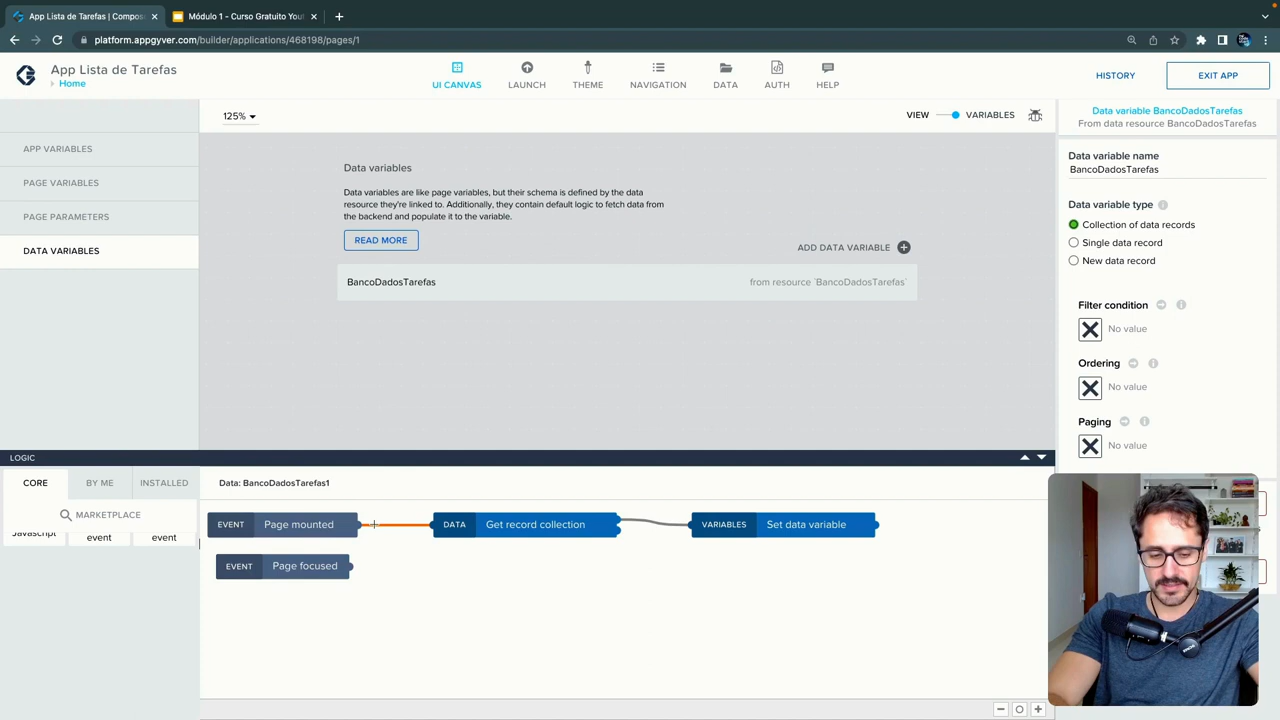 App Lista de Tarefas | Compos
Módulo 1 - Curso Gratuito You
platform.appgyver.com/builder/applications/468198/pages/1
App Lista de Tarefas
Home
UI CANVAS
LAUNCH
THEME
NAVIGATION
DATA
AUTH
HELP
HISTORY
EXIT APP
125%
VIEW
VARIABLES
APP VARIABLES
PAGE VARIABLES
PAGE PARAMETERS
DATA VARIABLES
Data variables
Data variables are like page variables, but their schema is defined by the data
resource they're linked to. Additionally, they contain default logic to fetch data from
the backend and populate it to the variable.
READ MORE
ADD DATA VARIABLE
BancoDadosTarefas
from resource `BancoDadosTarefas`
Data variable BancoDadosTarefas
From data resource BancoDadosTarefas
Data variable name
BancoDadosTarefas
Data variable type
Collection of data records
Single data record
New data record
Filter condition
No value
Ordering
No value
Paging
No value
LOGIC
CORE
BY ME
INSTALLED
MARKETPLACE
Javascript
event
event
Data: BancoDadosTarefas1
EVENT Page mounted
DATA Get record collection
VARIABLES Set data variable
EVENT Page focused